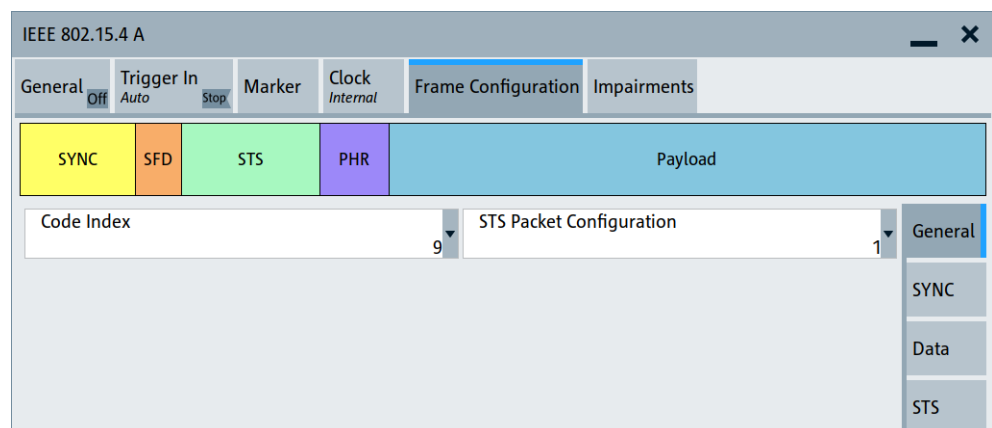 IEEE 802.15.4 A
General Off
Trigger In
Auto Stop
Marker
Clock
Internal
Frame Configuration
Impairments
SYNC SFD STS PHR Payload
Code Index
9
STS Packet Configuration
1
General
SYNC
Data
STS